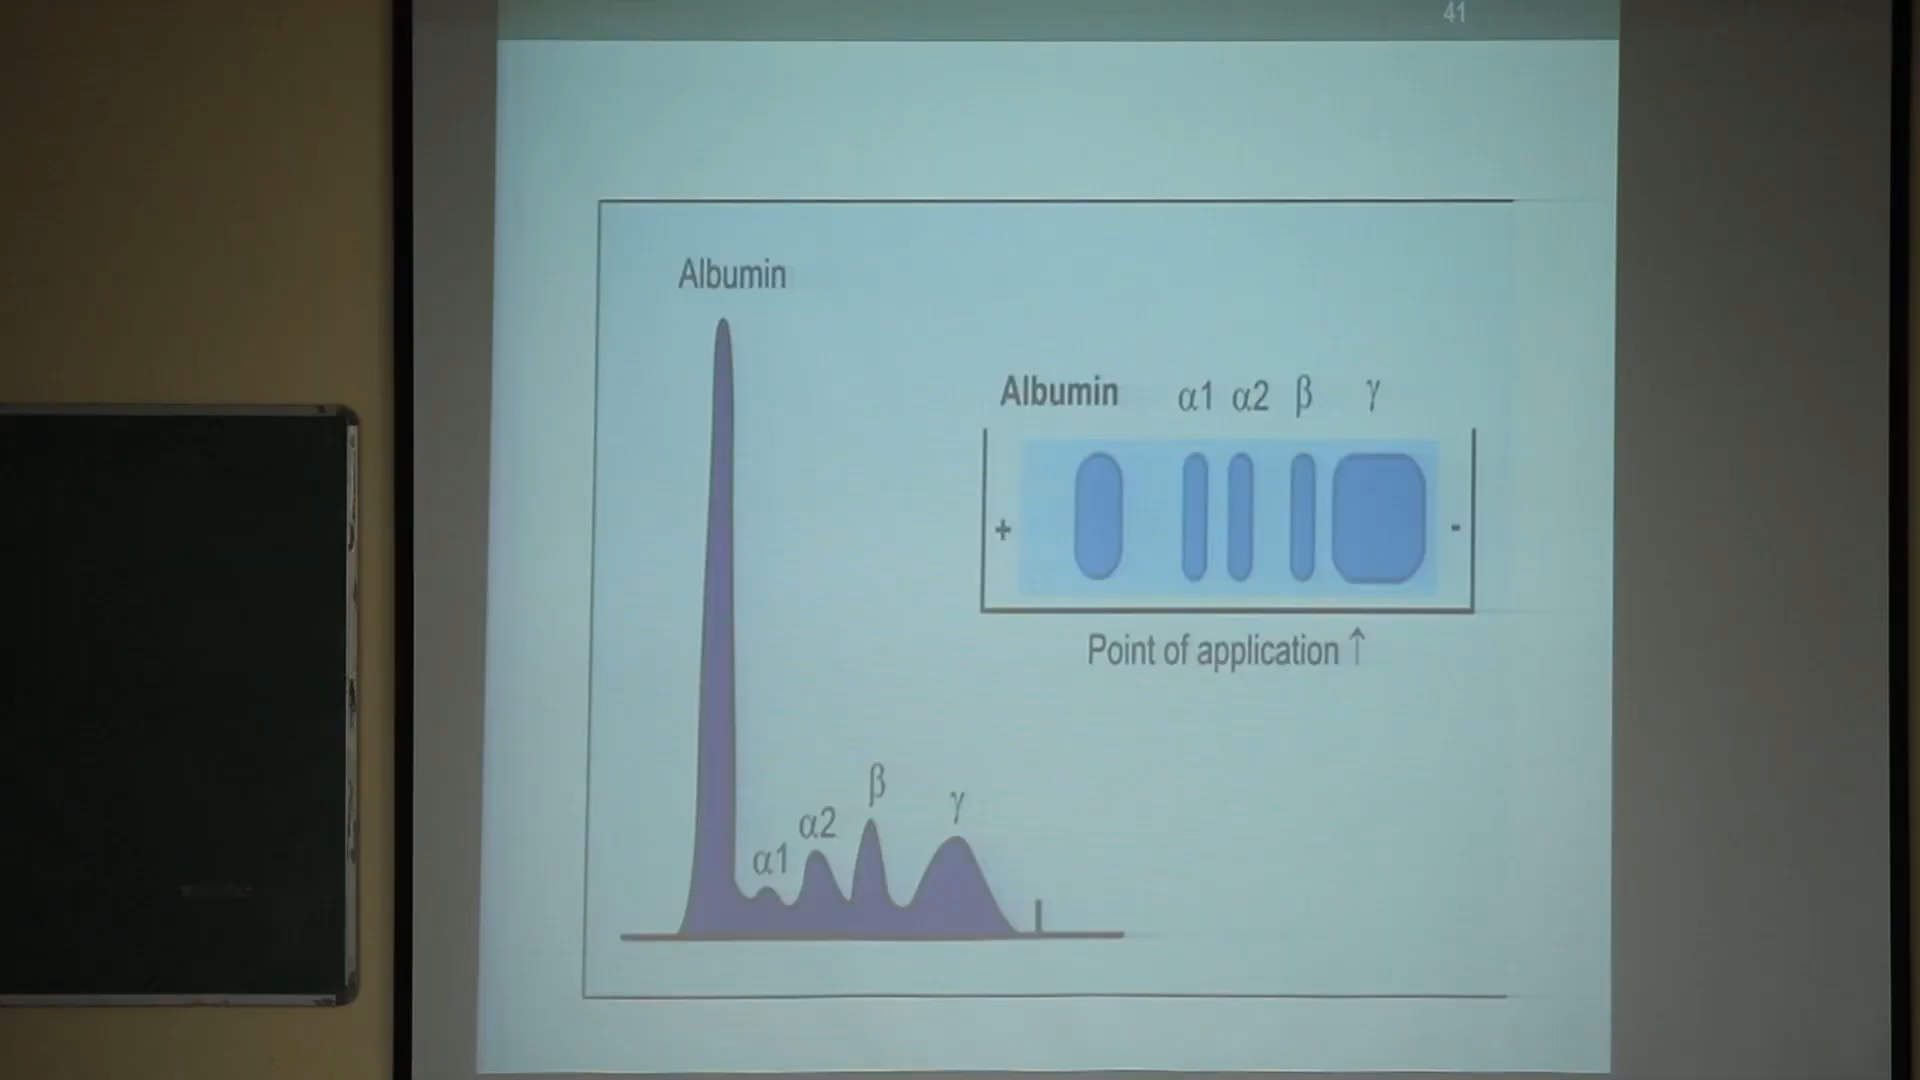 41
Albumin
Albumin α1 α2 β γ
+ -
Point of application ↑
β
γ
α2
α1